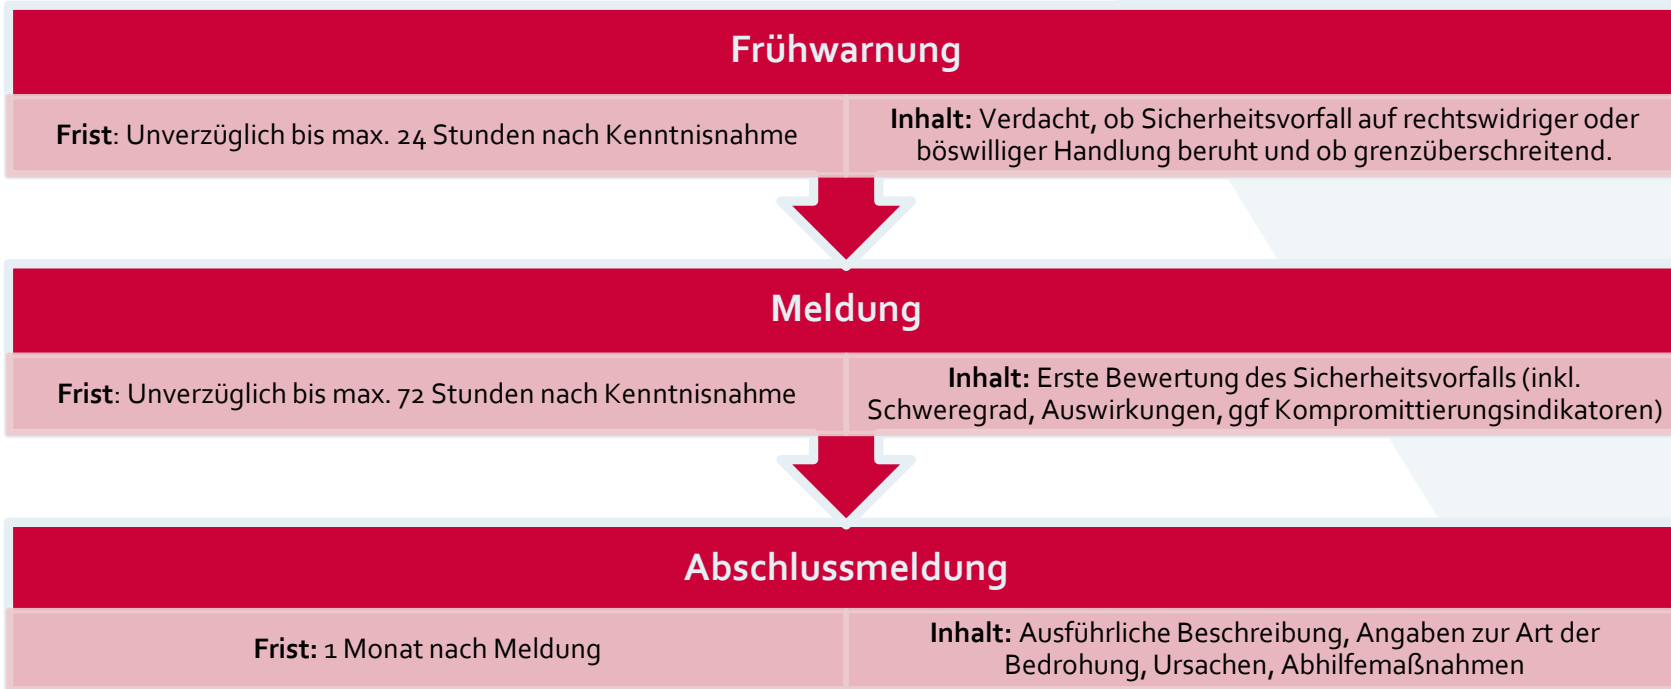 Frühwarnung
Frist: Unverzüglich bis max. 24 Stunden nach Kenntnisnahme
Inhalt: Verdacht, ob Sicherheitsvorfall auf rechtswidriger oder
böswilliger Handlung beruht und ob grenzüberschreitend.
Meldung
Frist: Unverzüglich bis max. 72 Stunden nach Kenntnisnahme
Inhalt: Erste Bewertung des Sicherheitsvorfalls (inkl.
Schweregrad, Auswirkungen, ggf Kompromittierungsindikatoren)
Abschlussmeldung
Frist: 1 Monat nach Meldung
Inhalt: Ausführliche Beschreibung, Angaben zur Art der
Bedrohung, Ursachen, Abhilfemaßnahmen